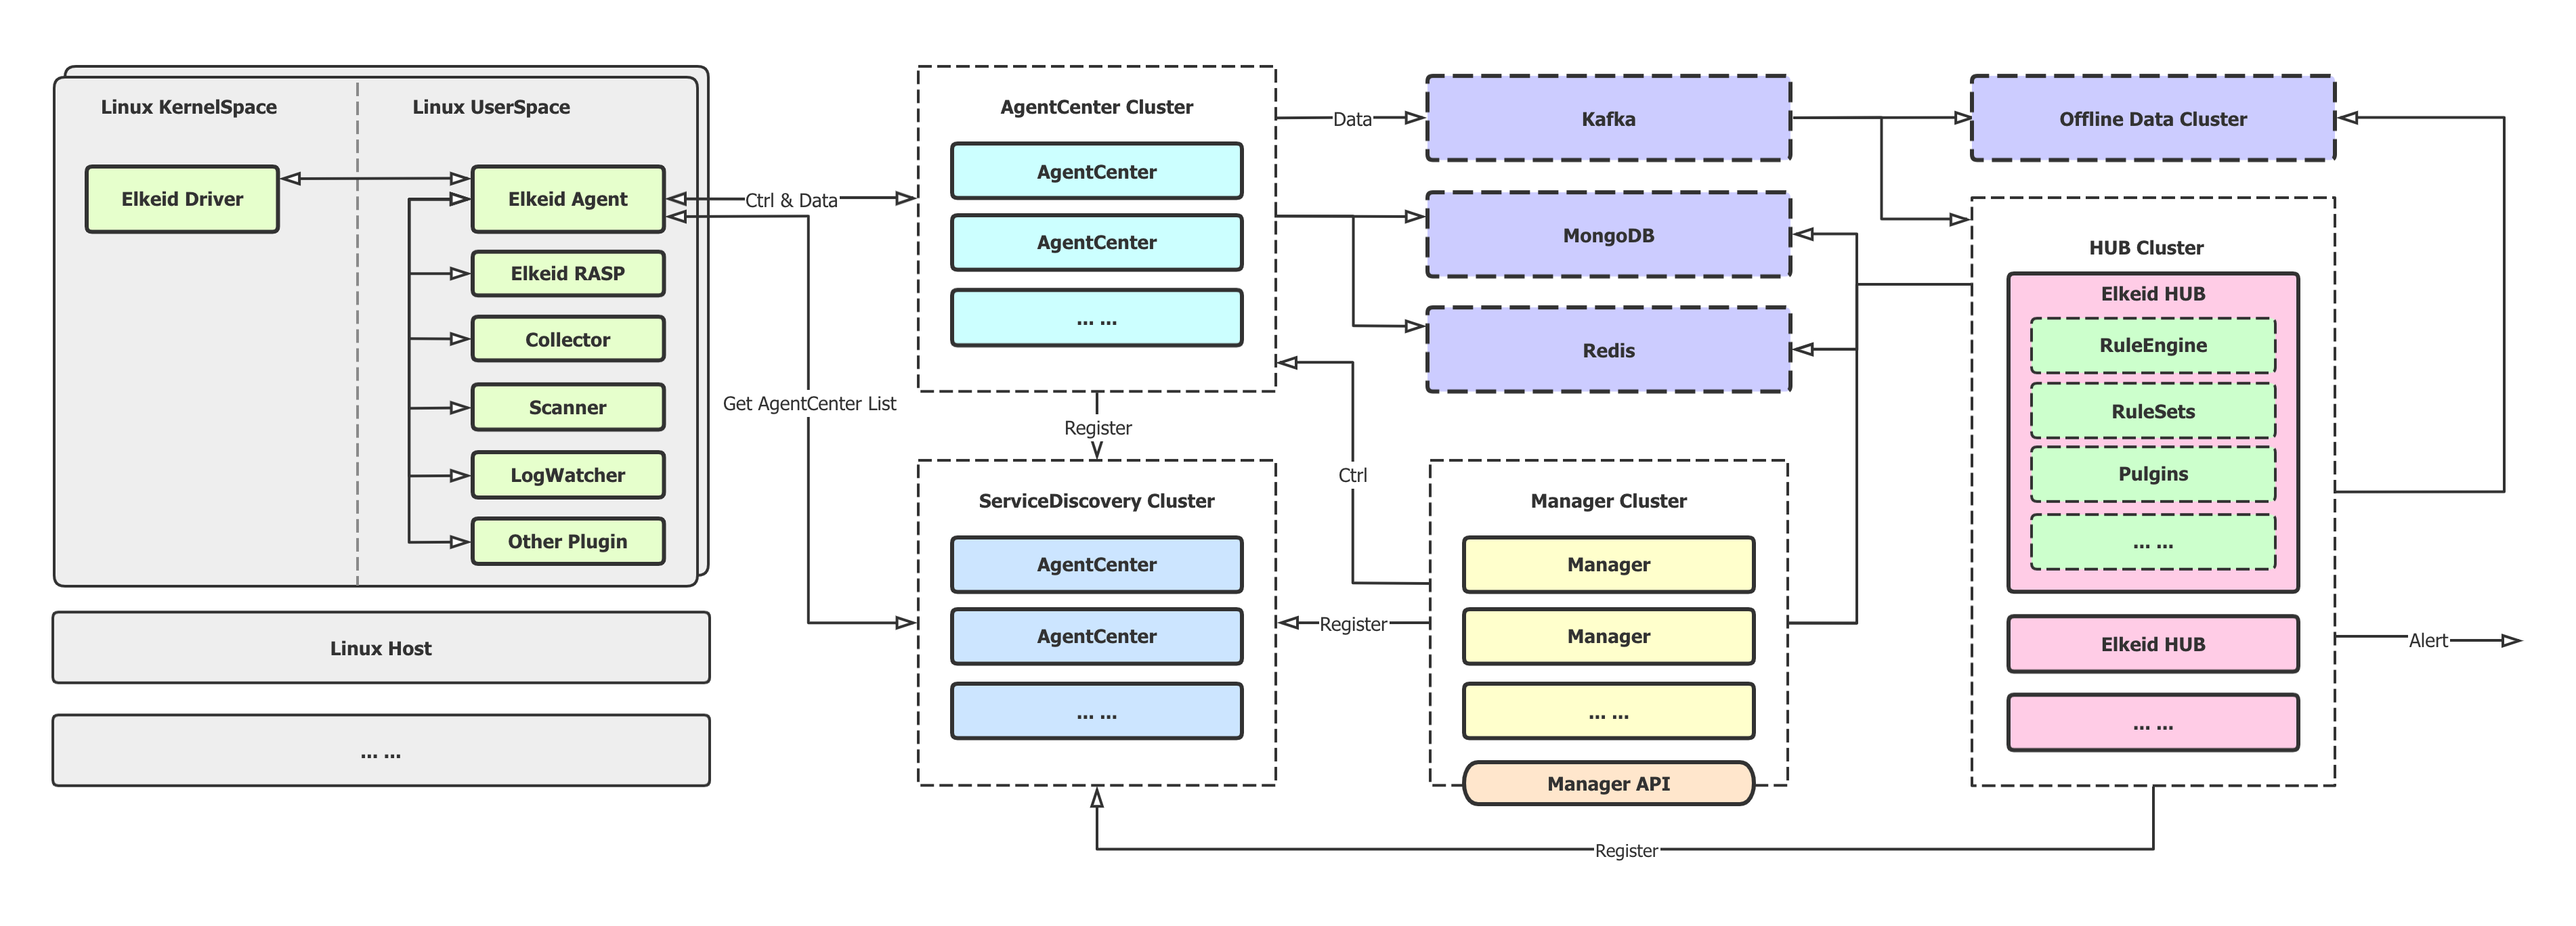 Linux KernelSpace
Linux UserSpace
Elkeid Driver
Elkeid Agent
Elkeid RASP
Collector
Scanner
LogWatcher
Other Plugin
Linux Host
... ...
Ctrl & Data
Get AgentCenter List
AgentCenter Cluster
AgentCenter
AgentCenter
... ...
Register
ServiceDiscovery Cluster
AgentCenter
AgentCenter
... ...
Data
Kafka
MongoDB
Redis
Ctrl
Register
Manager Cluster
Manager
Manager
... ...
Manager API
Offline Data Cluster
HUB Cluster
Elkeid HUB
RuleEngine
RuleSets
Pulgins
... ...
Elkeid HUB
... ...
Alert
Register